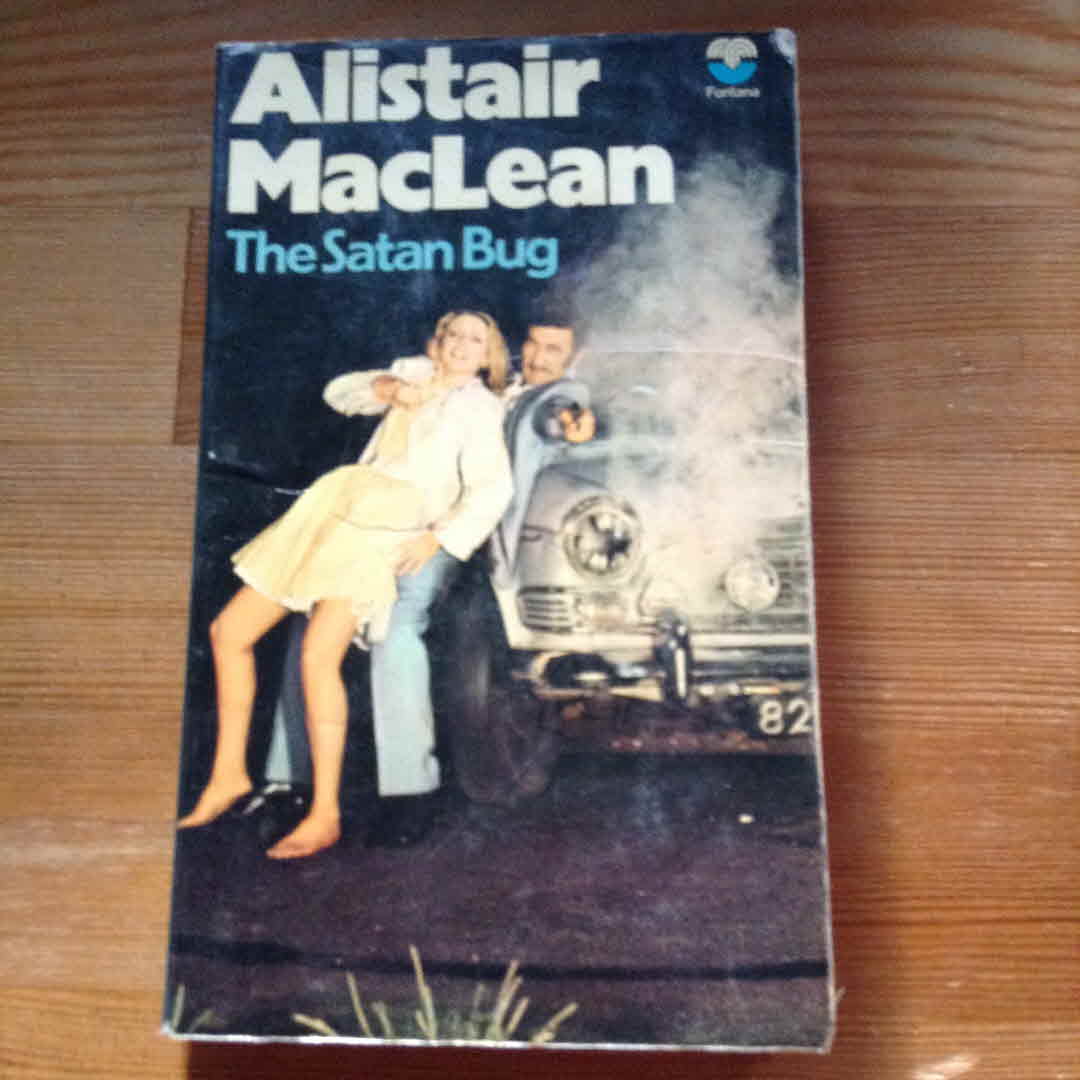 Alistair
MacLean
The Satan Bug
Fontana
82